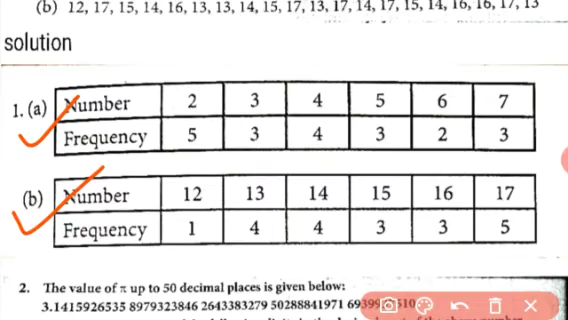 (b) 12, 17, 15, 14, 16, 13, 13, 14, 15, 17, 13, 17, 14, 17, 15, 14, 16, 16, 17, 13
solution
1. (a) Number 2 3 4 5 6 7
Frequency 5 3 4 3 2 3
(b) Number 12 13 14 15 16 17
Frequency 1 4 4 3 3 5
2. The value of π up to 50 decimal places is given below:
3.1415926535 8979323846 2643383279 50288841971 69399 510